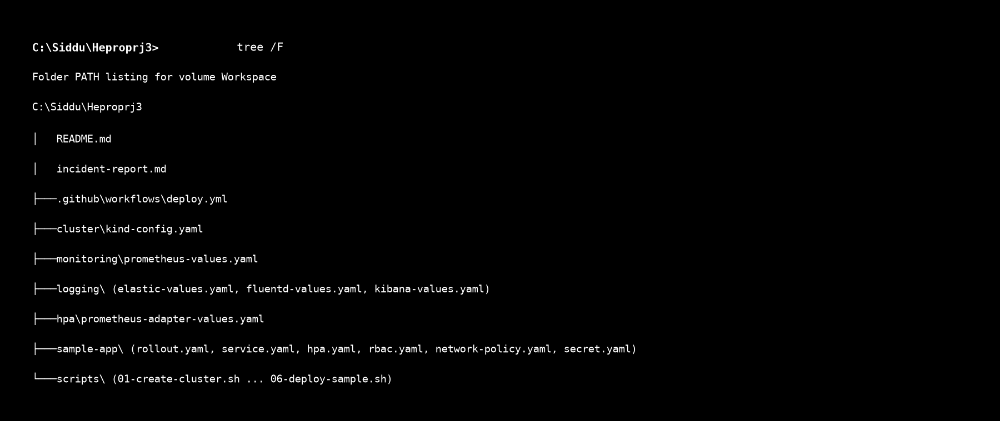 C:\Siddu\Heproprj3> tree /F
Folder PATH listing for volume Workspace
C:\Siddu\Heproprj3
│   README.md
│   incident-report.md
├───.github\workflows\deploy.yml
├───cluster\kind-config.yaml
├───monitoring\prometheus-values.yaml
├───logging\ (elastic-values.yaml, fluentd-values.yaml, kibana-values.yaml)
├───hpa\prometheus-adapter-values.yaml
├───sample-app\ (rollout.yaml, service.yaml, hpa.yaml, rbac.yaml, network-policy.yaml, secret.yaml)
└───scripts\ (01-create-cluster.sh ... 06-deploy-sample.sh)